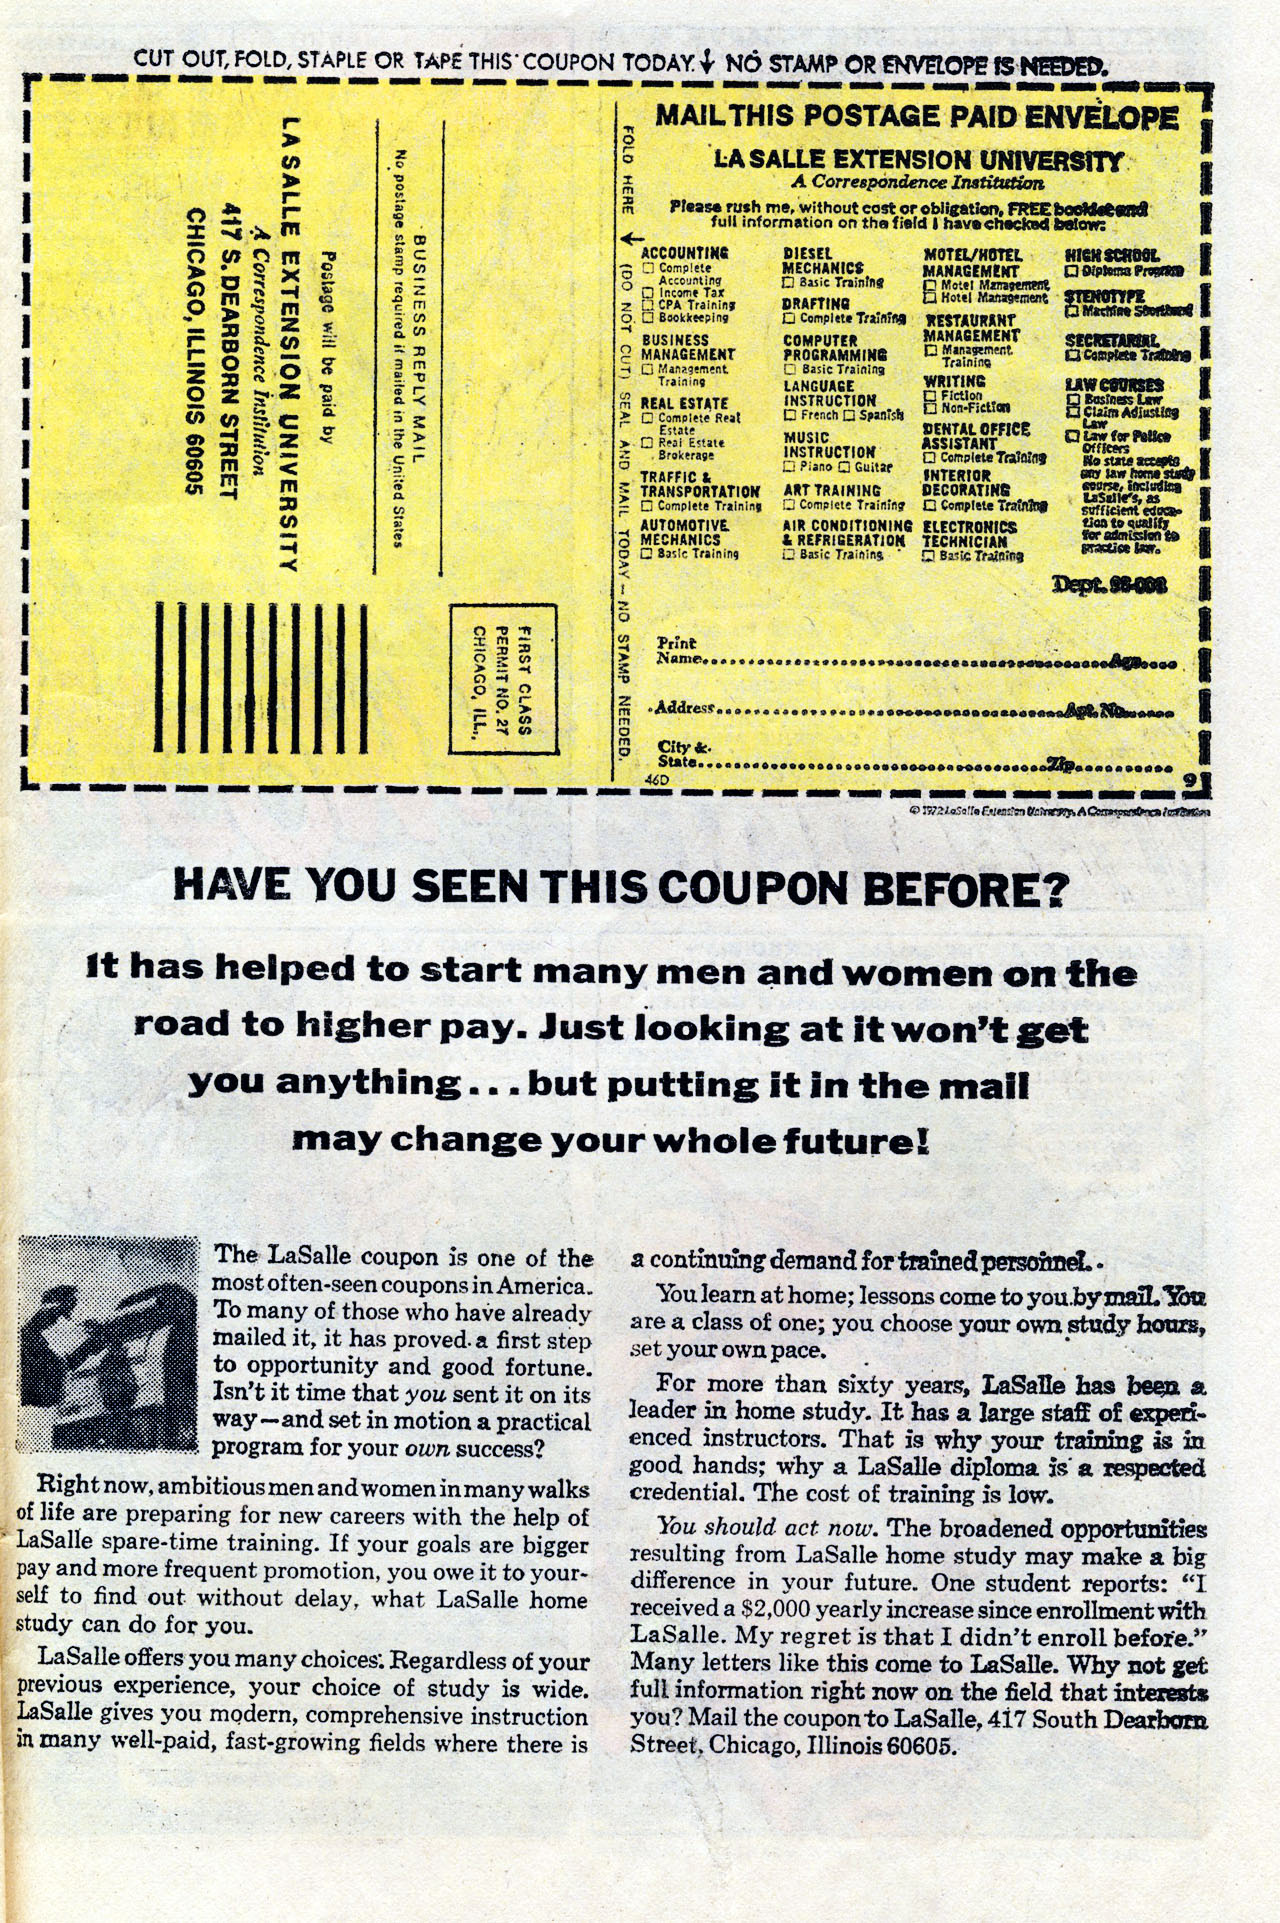 CUT OUT, FOLD, STAPLE OR TAPE THIS COUPON TODAY. NO STAMP OR ENVELOPE IS NEEDED.
LA SALLE EXTENSION UNIVERSITY
A Correspondence Institution
417 S. DEARBORN STREET
CHICAGO, ILLINOIS 60605
Postage will be paid by
BUSINESS REPLY MAIL
No postage stamp required if mailed in the United States
FIRST CLASS
PERMIT NO. 27
CHICAGO, ILL.
FOLD HERE (DO NOT CUT) SEAL AND MAIL TODAY – NO STAMP NEEDED.
MAIL THIS POSTAGE PAID ENVELOPE
LA SALLE EXTENSION UNIVERSITY
A Correspondence Institution
Please rush me, without cost or obligation, FREE booklet and
full information on the field I have checked below:
ACCOUNTING
Complete
Accounting
Income Tax
CPA Training
Bookkeeping
BUSINESS
MANAGEMENT
Management
Training
REAL ESTATE
Complete Real
Estate
Real Estate
Brokerage
TRAFFIC &
TRANSPORTATION
Complete Training
AUTOMOTIVE
MECHANICS
Basic Training
DIESEL
MECHANICS
Basic Training
DRAFTING
Complete Training
COMPUTER
PROGRAMMING
Basic Training
LANGUAGE
INSTRUCTION
French Spanish
MUSIC
INSTRUCTION
Piano Guitar
ART TRAINING
Complete Training
AIR CONDITIONING
& REFRIGERATION
Basic Training
MOTEL/HOTEL
MANAGEMENT
Motel Management
Hotel Management
RESTAURANT
MANAGEMENT
Management
Training
WRITING
Fiction
Non-Fiction
DENTAL OFFICE
ASSISTANT
Complete Training
INTERIOR
DECORATING
Complete Training
ELECTRONICS
TECHNICIAN
Basic Training
HIGH SCHOOL
Diploma Program
STENOTYPE
Machine Shorthand
SECRETARIAL
Complete Training
LAW COURSES
Business Law
Claim Adjusting
Law
Law for Police
Officers
No state accepts
any law home study
course, including
LaSalle's, as
sufficient educa-
tion to qualify
for admission to
practice law.
Dept.
Print
Name Age
Address Apt. No.
City &
State Zip
46D 9
© 1972 LaSalle Extension University, A Correspondence Institution
HAVE YOU SEEN THIS COUPON BEFORE?
It has helped to start many men and women on the
road to higher pay. Just looking at it won't get
you anything...but putting it in the mail
may change your whole future!
The LaSalle coupon is one of the
most often-seen coupons in America.
To many of those who have already
mailed it, it has proved a first step
to opportunity and good fortune.
Isn't it time that you sent it on its
way—and set in motion a practical
program for your own success?
Right now, ambitious men and women in many walks
of life are preparing for new careers with the help of
LaSalle spare-time training. If your goals are bigger
pay and more frequent promotion, you owe it to your-
self to find out without delay, what LaSalle home
study can do for you.
LaSalle offers you many choices. Regardless of your
previous experience, your choice of study is wide.
LaSalle gives you modern, comprehensive instruction
in many well-paid, fast-growing fields where there is
a continuing demand for trained personnel.
You learn at home; lessons come to you by mail. You
are a class of one; you choose your own study hours,
set your own pace.
For more than sixty years, LaSalle has been a
leader in home study. It has a large staff of experi-
enced instructors. That is why your training is in
good hands; why a LaSalle diploma is a respected
credential. The cost of training is low.
You should act now. The broadened opportunities
resulting from LaSalle home study may make a big
difference in your future. One student reports: "I
received a $2,000 yearly increase since enrollment with
LaSalle. My regret is that I didn't enroll before."
Many letters like this come to LaSalle. Why not get
full information right now on the field that interests
you? Mail the coupon to LaSalle, 417 South Dearborn
Street, Chicago, Illinois 60605.